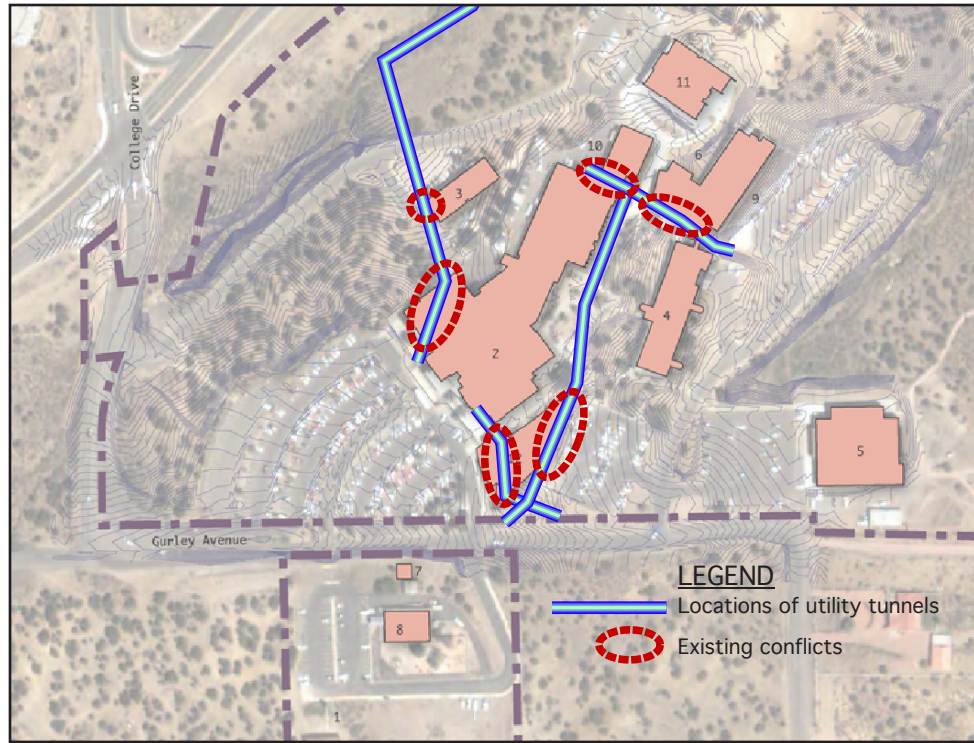 College Drive
11
10
6
3
9
4
2
5
Gurley Avenue
7
8
1
LEGEND
Locations of utility tunnels
Existing conflicts